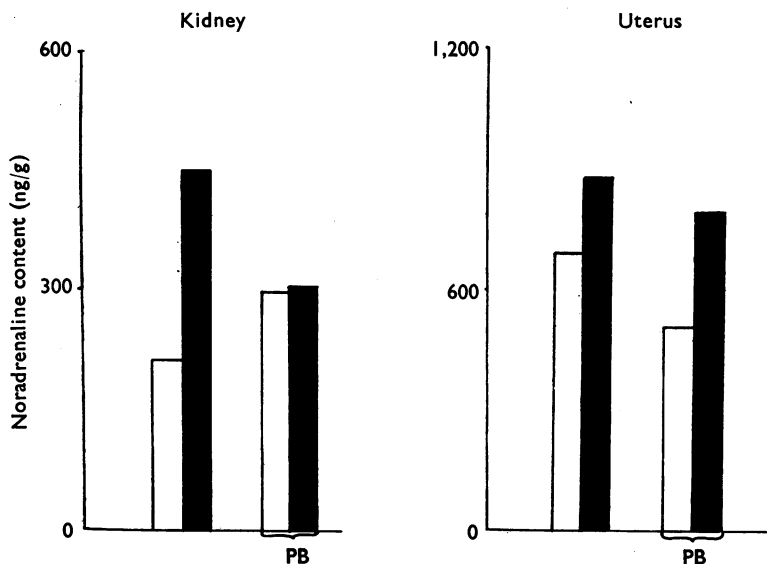 Kidney
600
300
0
Noradrenaline content (ng/g)
PB
Uterus
1,200
600
0
PB